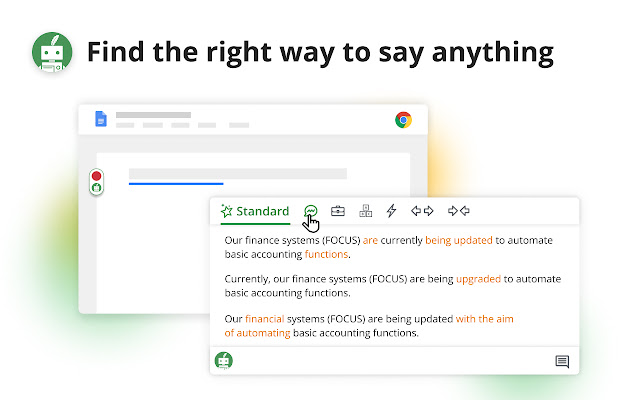 Find the right way to say anything
Standard
Our finance systems (FOCUS) are currently being updated to automate
basic accounting functions.
Currently, our finance systems (FOCUS) are being upgraded to automate
basic accounting functions.
Our financial systems (FOCUS) are being updated with the aim
of automating basic accounting functions.